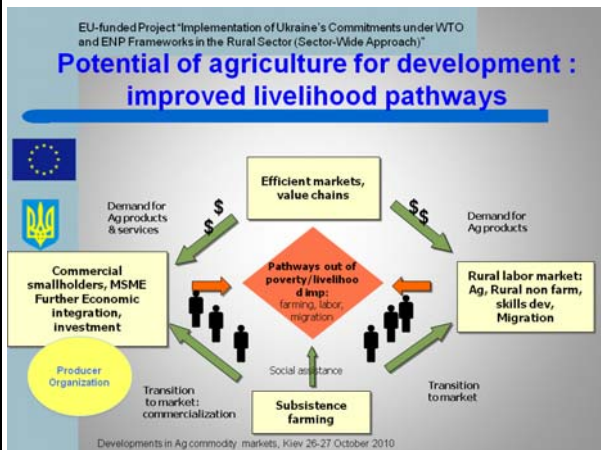 EU-funded Project "Implementation of Ukraine's Commitments under WTO
and ENP Frameworks in the Rural Sector (Sector-Wide Approach)"
Potential of agriculture for development :
improved livelihood pathways
Efficient markets,
value chains
$
$
$$
Demand for
Ag products
& services
Demand for
Ag products
Commercial
smallholders, MSME
Further Economic
integration,
investment
Pathways out of
poverty/livelihoo
d imp:
farming, labor,
migration
Rural labor market:
Ag, Rural non farm,
skills dev,
Migration
Producer
Organization
Social assistance
Transition
to market:
commercialization
Subsistence
farming
Transition
to market
Developments in Ag commodity markets, Kiev 26-27 October 2010